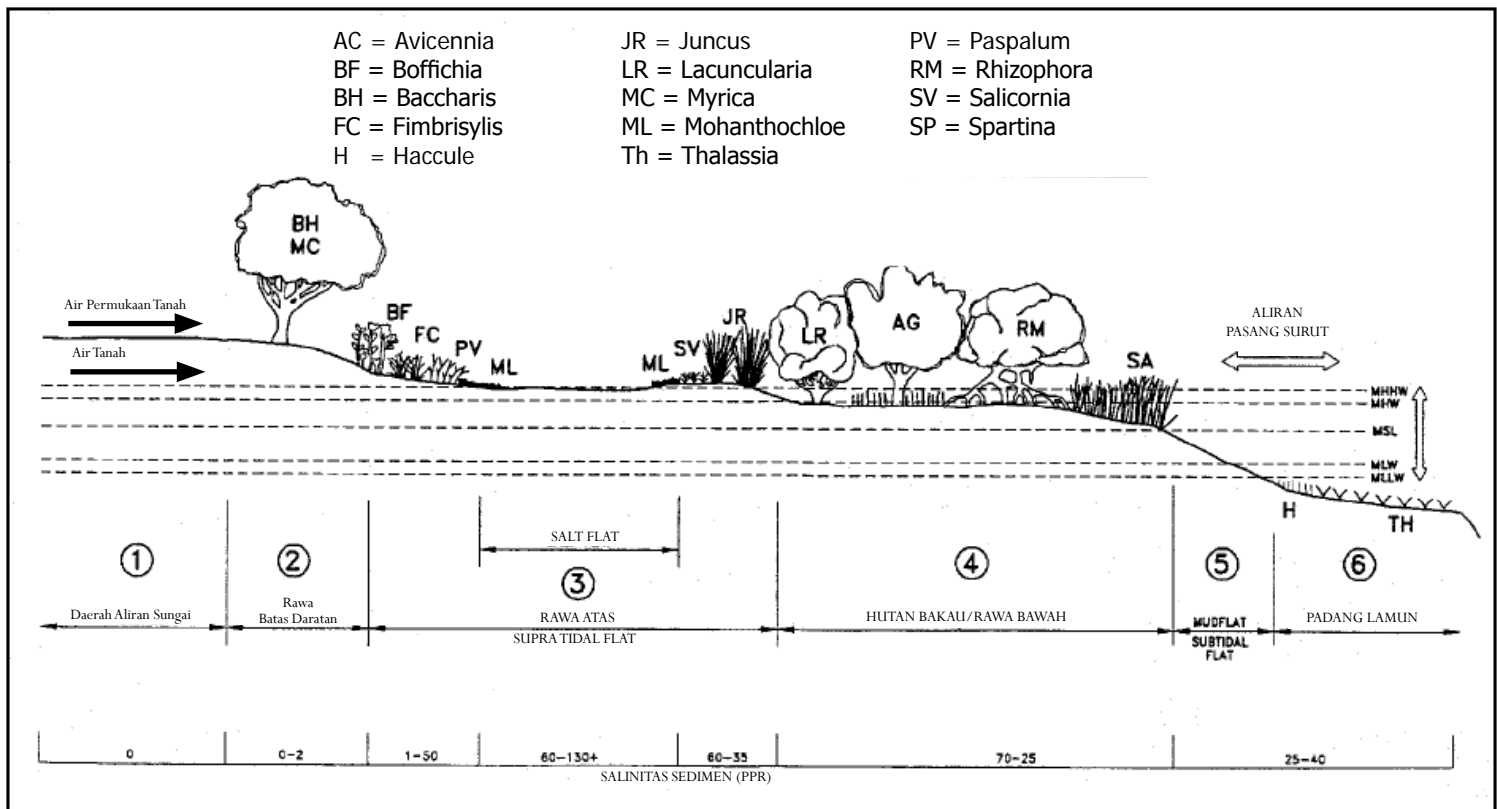 AC = Avicennia
BF = Boffichia
BH = Baccharis
FC = Fimbrisylis
H = Haccule
JR = Juncus
LR = Lacuncularia
MC = Myrica
ML = Mohanthochloe
Th = Thalassia
PV = Paspalum
RM = Rhizophora
SV = Salicornia
SP = Spartina
BH
MC
Air Permukaan Tanah
Air Tanah
BF
FC
PV
ML
ML
SV
JR
LR
AG
RM
SA
ALIRAN
PASANG SURUT
MHHW
MHW
MSL
MLW
MLLW
H
TH
1
Daerah Aliran Sungai
2
Rawa
Batas Daratan
SALT FLAT
3
RAWA ATAS
SUPRA TIDAL FLAT
4
HUTAN BAKAU/RAWA BAWAH
5
MUDFLAT
SUBTIDAL
FLAT
6
PADANG LAMUN
0
0-2
1-50
60-130+
60-35
70-25
25-40
SALINITAS SEDIMEN (PPR)